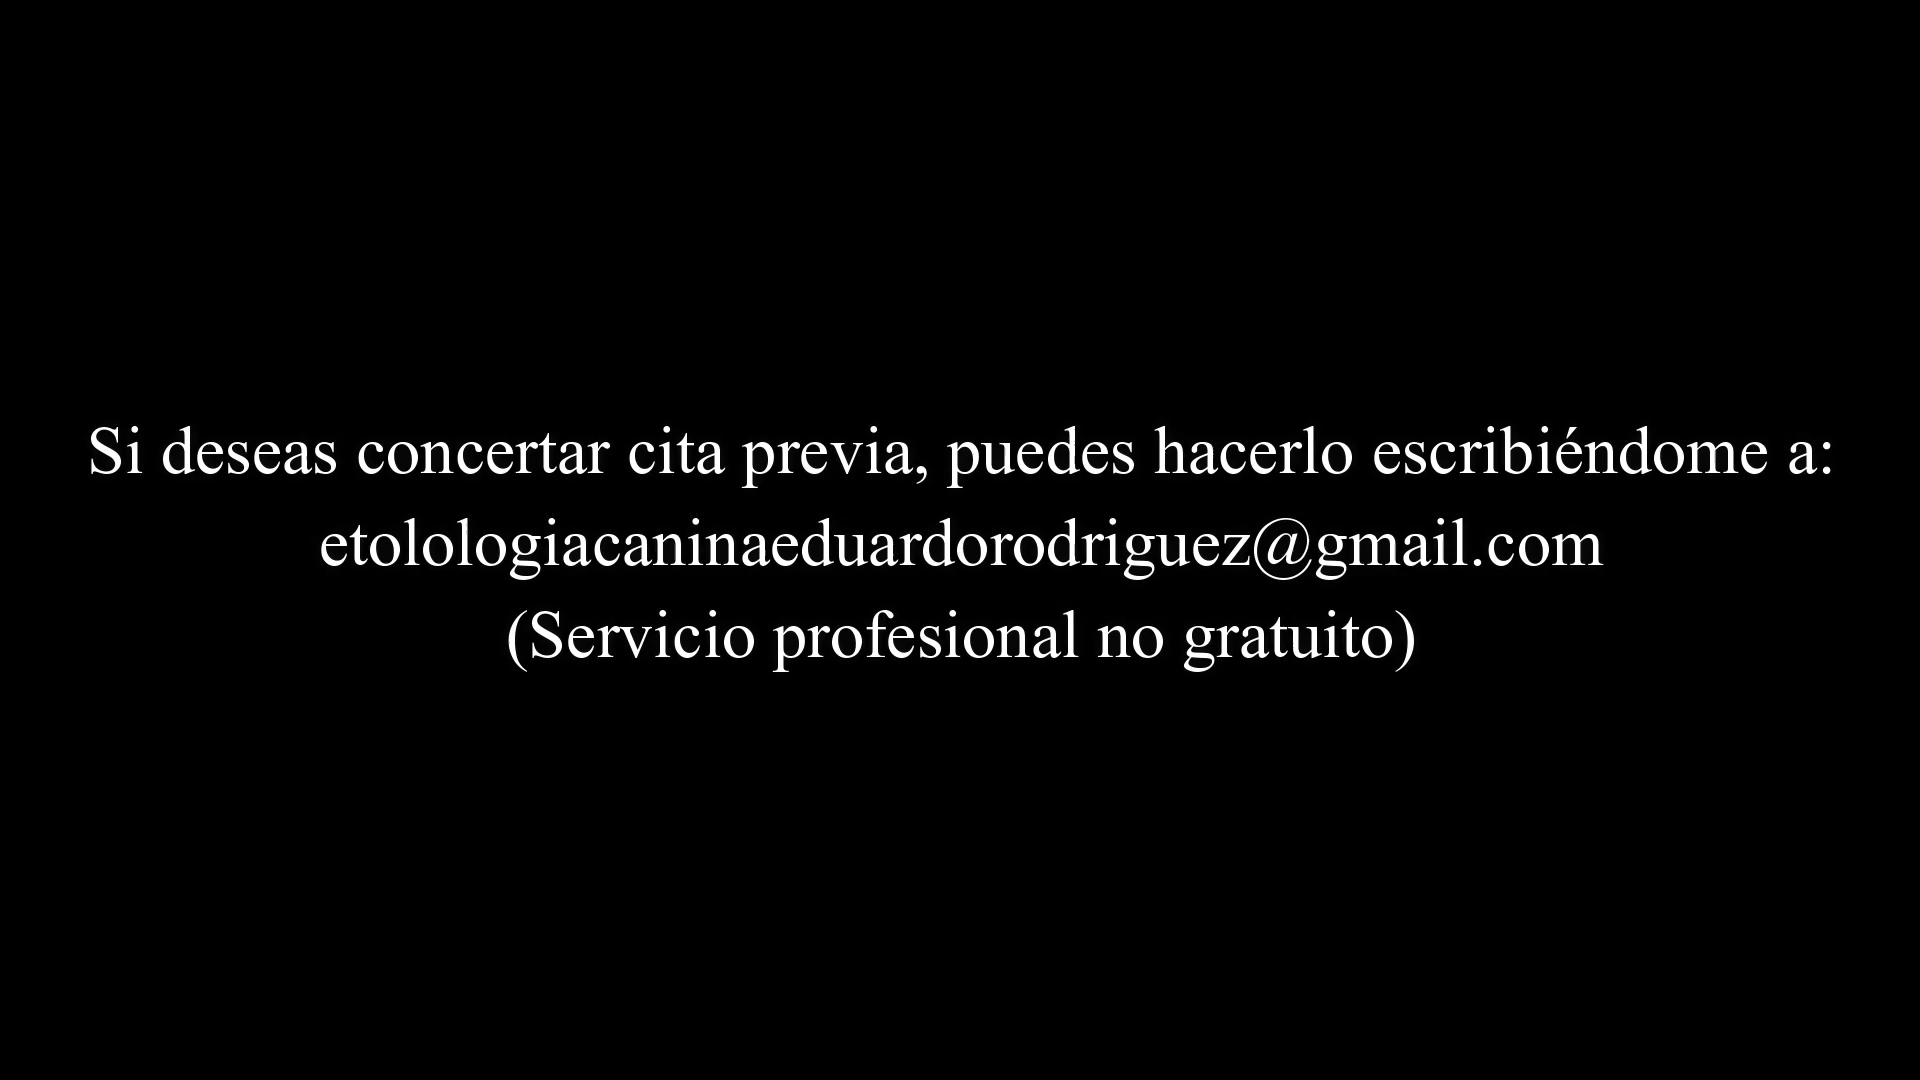 Si deseas concertar cita previa, puedes hacerlo escribiéndome a:
etolologiacaninaeduardorodriguez@gmail.com
(Servicio profesional no gratuito)